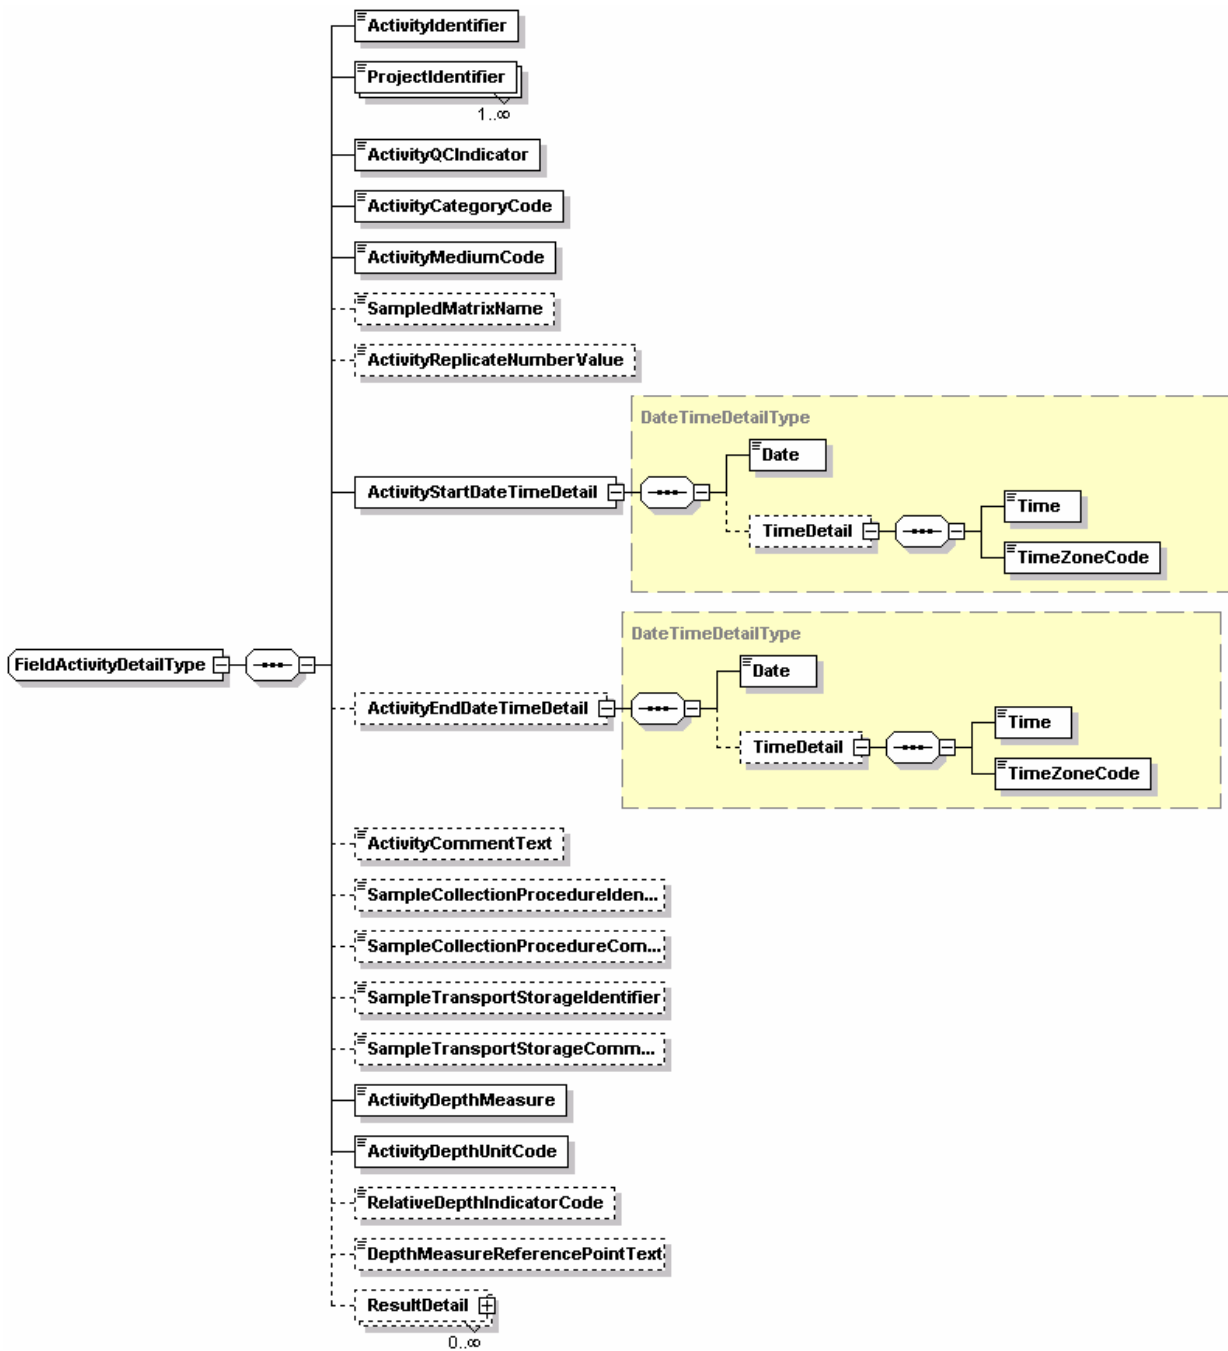 ActivityIdentifier
ProjectIdentifier
1..∞
ActivityQCIndicator
ActivityCategoryCode
ActivityMediumCode
SampledMatrixName
ActivityReplicateNumberValue
DateTimeDetailType
Date
ActivityStartDateTimeDetail
Time
TimeDetail
TimeZoneCode
DateTimeDetailType
FieldActivityDetailType
Date
ActivityEndDateTimeDetail
Time
TimeDetail
TimeZoneCode
ActivityCommentText
SampleCollectionProcedureIden...
SampleCollectionProcedureCom...
SampleTransportStorageIdentifier
SampleTransportStorageComm...
ActivityDepthMeasure
ActivityDepthUnitCode
RelativeDepthIndicatorCode
DepthMeasureReferencePointText
ResultDetail
0..∞